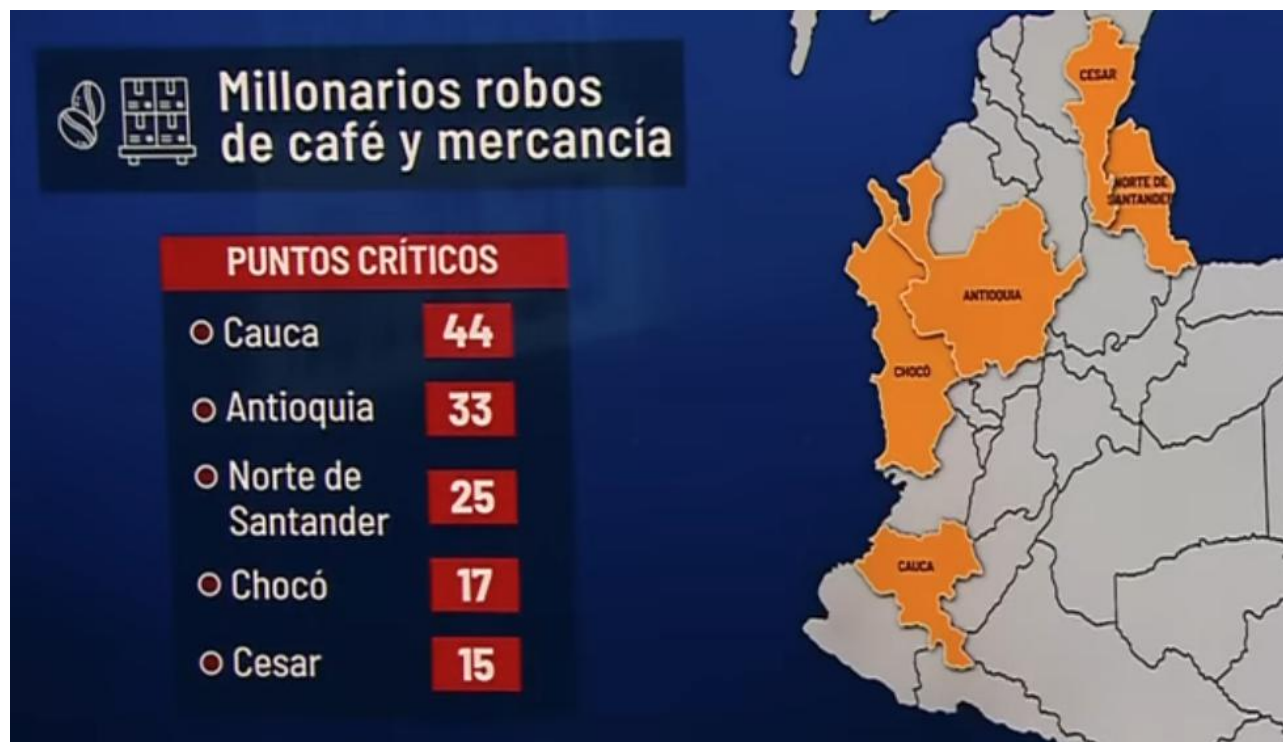 Millonarios robos
de café y mercancía
PUNTOS CRÍTICOS
Cauca 44
Antioquia 33
Norte de
Santander 25
Chocó 17
Cesar 15
CESAR
NORTE DE
SANTANDER
ANTIOQUIA
CHOCÓ
CAUCA